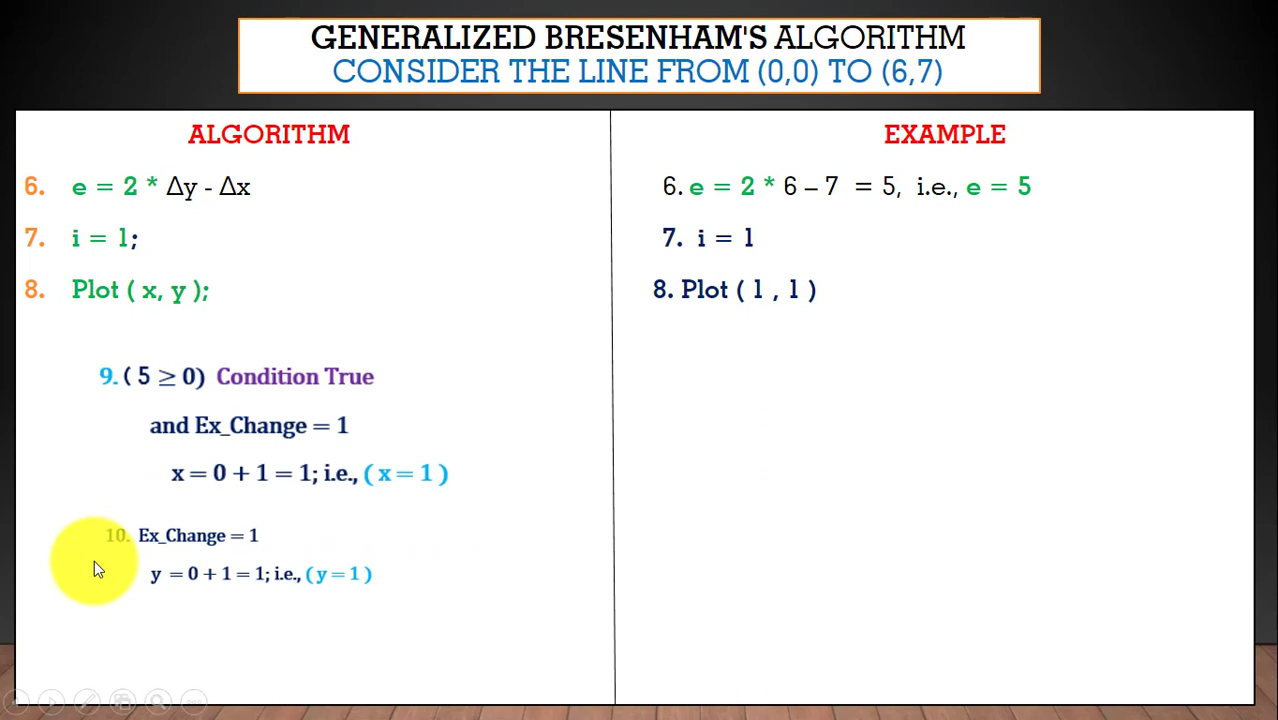 GENERALIZED BRESENHAM'S ALGORITHM
CONSIDER THE LINE FROM (0,0) TO (6,7)
ALGORITHM
6. e = 2 * Δy - Δx
7. i = 1;
8. Plot ( x, y );
9. ( 5 ≥ 0) Condition True
and Ex_Change = 1
x = 0 + 1 = 1; i.e., ( x = 1 )
10. Ex_Change = 1
y = 0 + 1 = 1; i.e., ( y = 1 )
EXAMPLE
6. e = 2 * 6 – 7 = 5, i.e., e = 5
7. i = 1
8. Plot ( 1 , 1 )